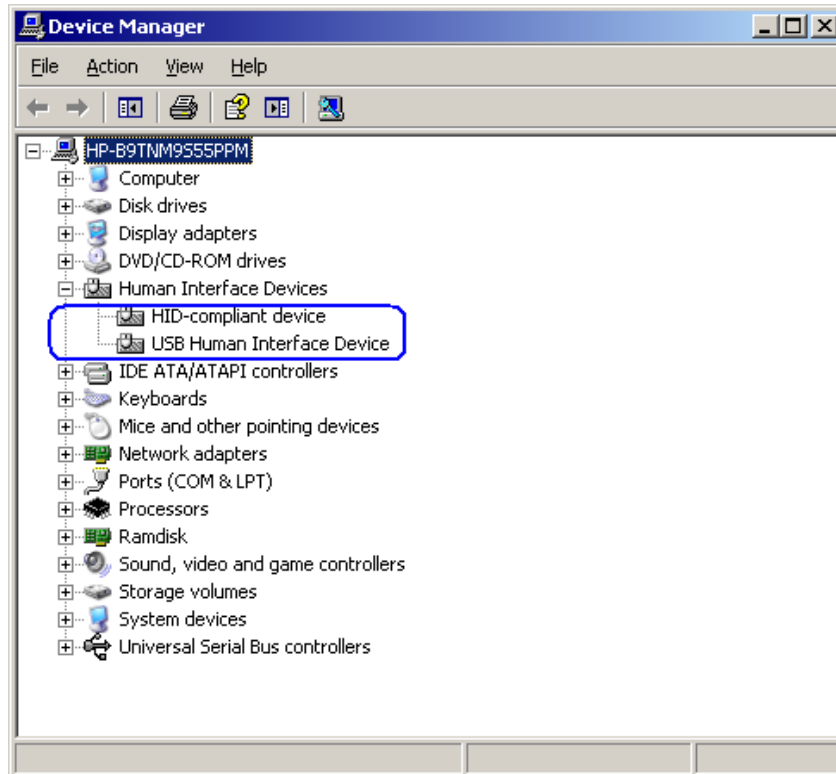 Device Manager
File Action View Help
HP-B9TNM9S55PPM
Computer
Disk drives
Display adapters
DVD/CD-ROM drives
Human Interface Devices
HID-compliant device
USB Human Interface Device
IDE ATA/ATAPI controllers
Keyboards
Mice and other pointing devices
Network adapters
Ports (COM & LPT)
Processors
Ramdisk
Sound, video and game controllers
Storage volumes
System devices
Universal Serial Bus controllers